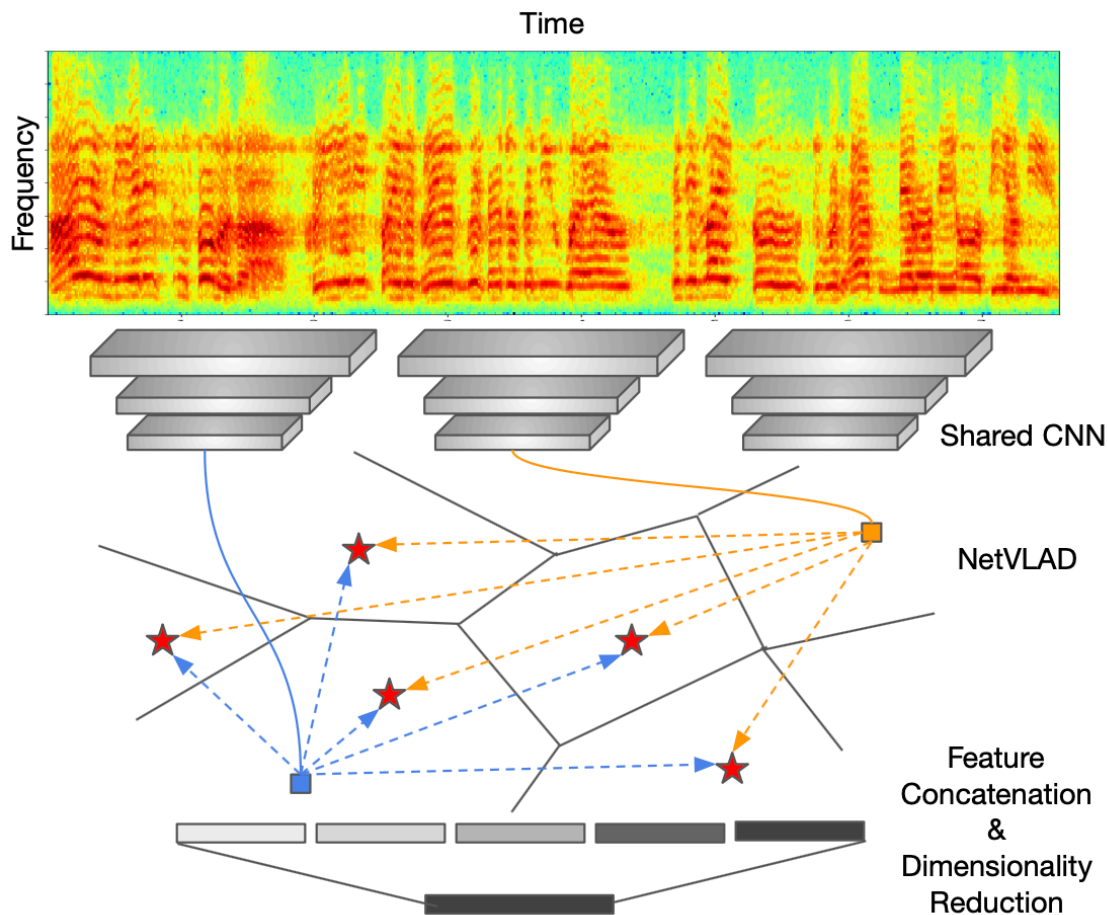 Time
Frequency
Shared CNN
NetVLAD
Feature
Concatenation
&
Dimensionality
Reduction